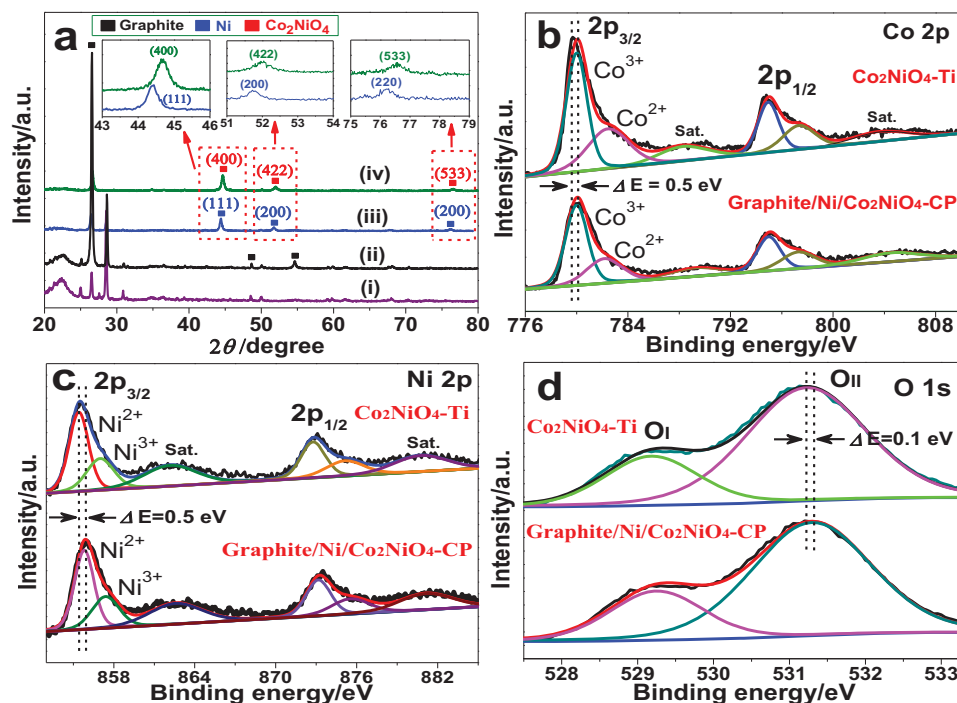 a
Graphite Ni Co₂NiO₄
(400)
(111)
43 44 45 46
(422)
(200)
51 52 53 54
(533)
(220)
75 76 77 78 79
(400) (422) (533)
(iv)
(111) (200) (200)
(iii)
(ii)
(i)
20 30 40 50 60 70 80
2θ /degree
Intensity/a.u.
b
Co 2p
2p3/2
Co3+
Co2+
Sat.
2p1/2
Sat.
Co₂NiO₄-Ti
Δ E = 0.5 eV
Graphite/Ni/Co₂NiO₄-CP
Co3+
Co2+
776 784 792 800 808
Binding energy/eV
Intensity/a.u.
c
Ni 2p
2p3/2
Ni2+
Ni3+
Sat.
2p1/2
Co₂NiO₄-Ti
Sat.
Δ E=0.5 eV
Graphite/Ni/Co₂NiO₄-CP
Ni2+
Ni3+
858 864 870 876 882
Binding energy/eV
Intensity/a.u.
d
O 1s
OII
Co₂NiO₄-Ti
OI
Δ E=0.1 eV
Graphite/Ni/Co₂NiO₄-CP
528 529 530 531 532 533
Binding energy/eV
Intensity/a.u.